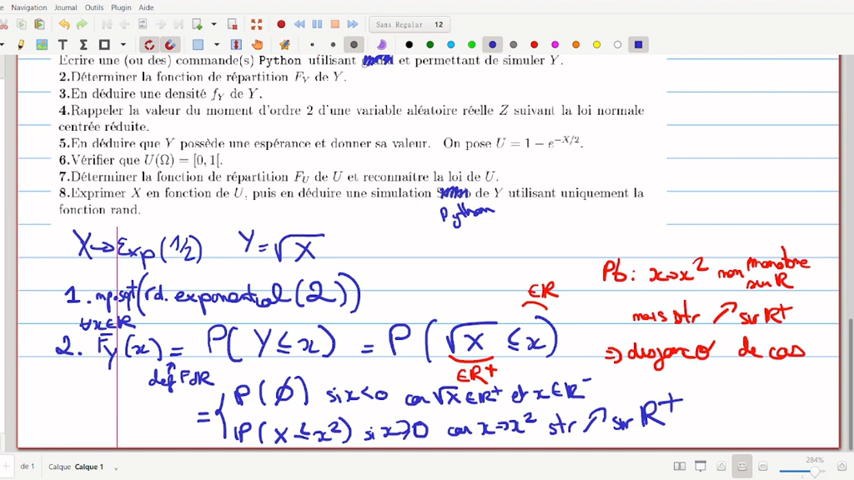 Navigation Journal Outils Plugin Aide
Sans Regular 12
Écrire une (ou des) commande(s) Python utilisant et permettant de simuler Y.
2.Déterminer la fonction de répartition F_Y de Y.
3.En déduire une densité f_Y de Y.
4.Rappeler la valeur du moment d'ordre 2 d'une variable aléatoire réelle Z suivant la loi normale
centrée réduite.
5.En déduire que Y possède une espérance et donner sa valeur. On pose U = 1 − e^{−X/2}.
6.Vérifier que U(Ω) = [0, 1[.
7.Déterminer la fonction de répartition F_U de U et reconnaître la loi de U.
8.Exprimer X en fonction de U, puis en déduire une simulation de Y utilisant uniquement la
Python
fonction rand.
X ↪ Exp(1/2) Y = √X
Pb : x↦x² non monotone
sur ℝ
1. np.sqrt(rd.exponential(2))
∈ℝ
mais str ↗ sur ℝ+
∀x∈ℝ
2. F_Y(x) = P(Y ≤ x) = P(√X ≤ x)
⇒ disjonction de cas
def FdR
∈ℝ+
= { P(∅) si x<0 car √X ∈ℝ+ et x∈ℝ⁻
P(X ≤ x²) si x≥0 car x↦x² str ↗ sur ℝ+
de 1 Calque Calque 1
284%